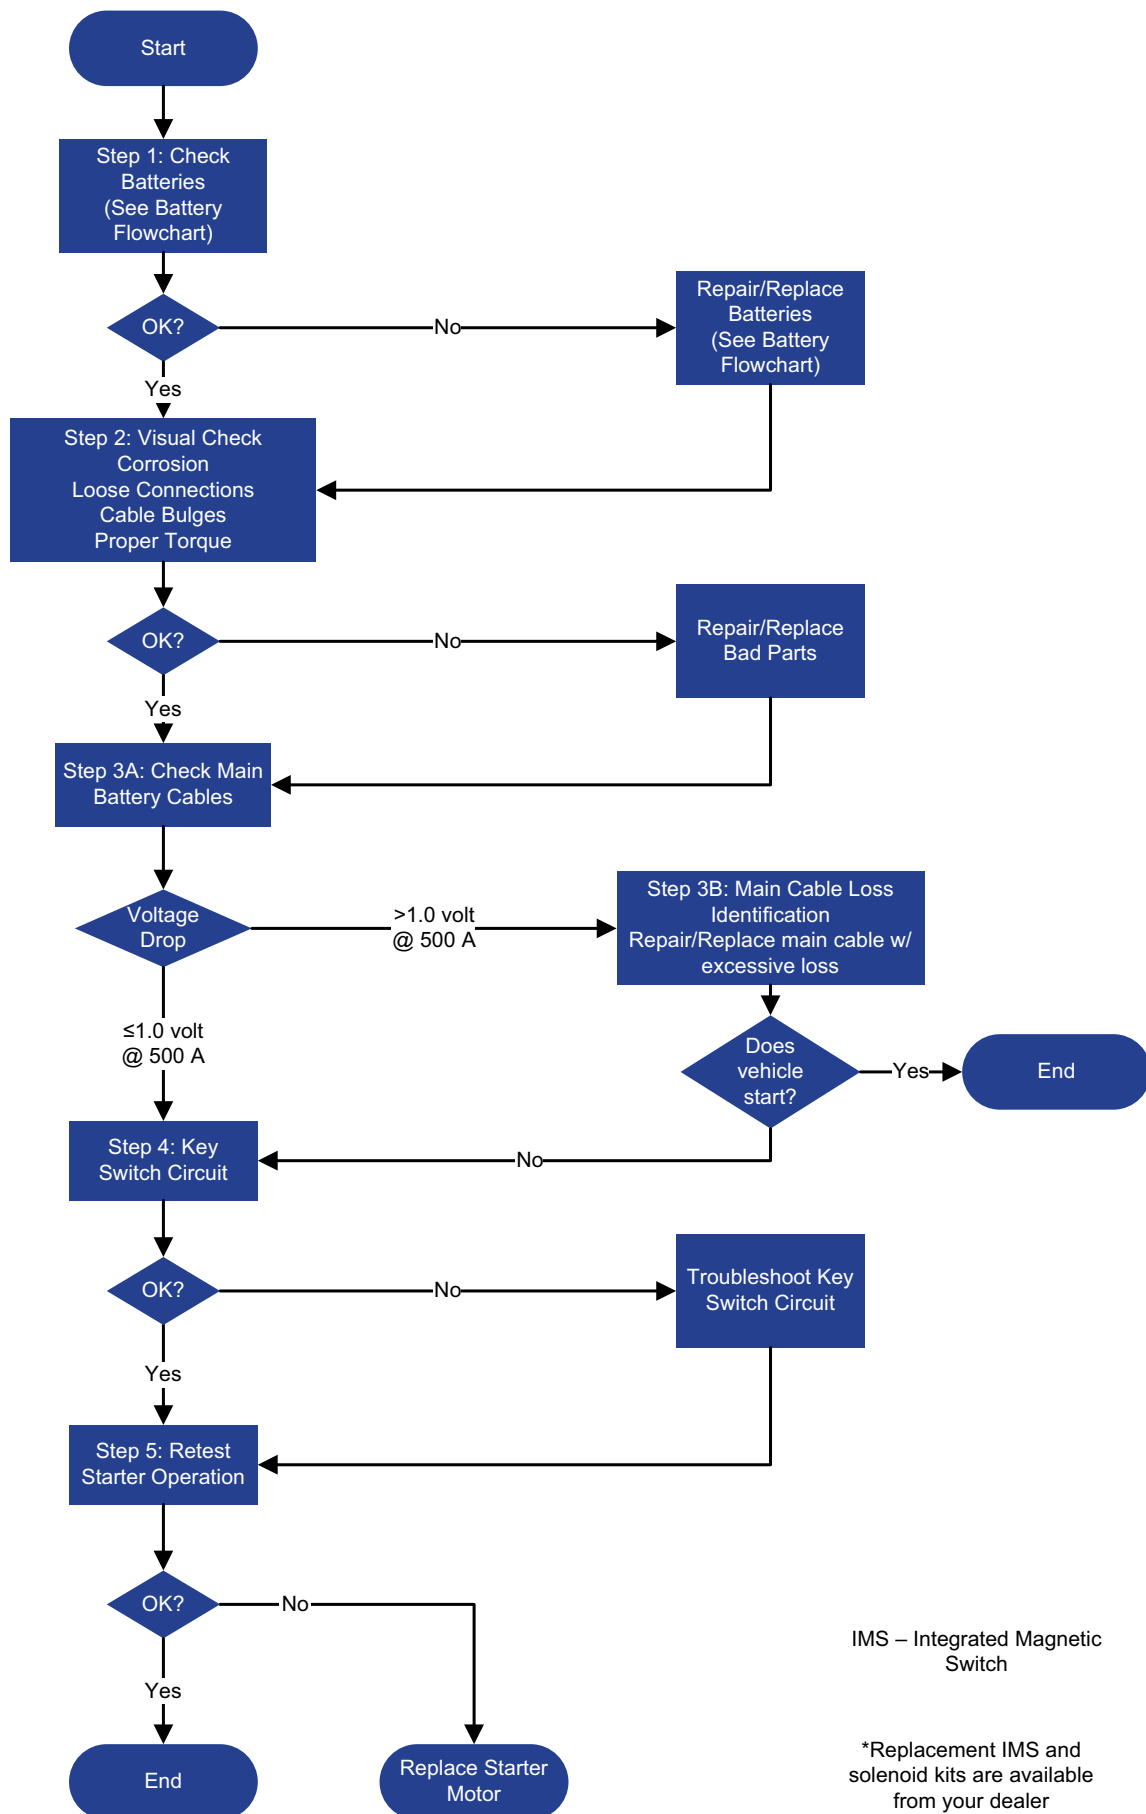 Start
Step 1: Check
Batteries
(See Battery
Flowchart)
OK?
No
Repair/Replace
Batteries
(See Battery
Flowchart)
Yes
Step 2: Visual Check
Corrosion
Loose Connections
Cable Bulges
Proper Torque
OK?
No
Repair/Replace
Bad Parts
Yes
Step 3A: Check Main
Battery Cables
Voltage
Drop
>1.0 volt
@ 500 A
Step 3B: Main Cable Loss
Identification
Repair/Replace main cable w/
excessive loss
≤1.0 volt
@ 500 A
Does
vehicle
start?
Yes
End
No
Step 4: Key
Switch Circuit
OK?
No
Troubleshoot Key
Switch Circuit
Yes
Step 5: Retest
Starter Operation
OK?
No
Yes
End
Replace Starter
Motor
IMS – Integrated Magnetic
Switch
*Replacement IMS and
solenoid kits are available
from your dealer